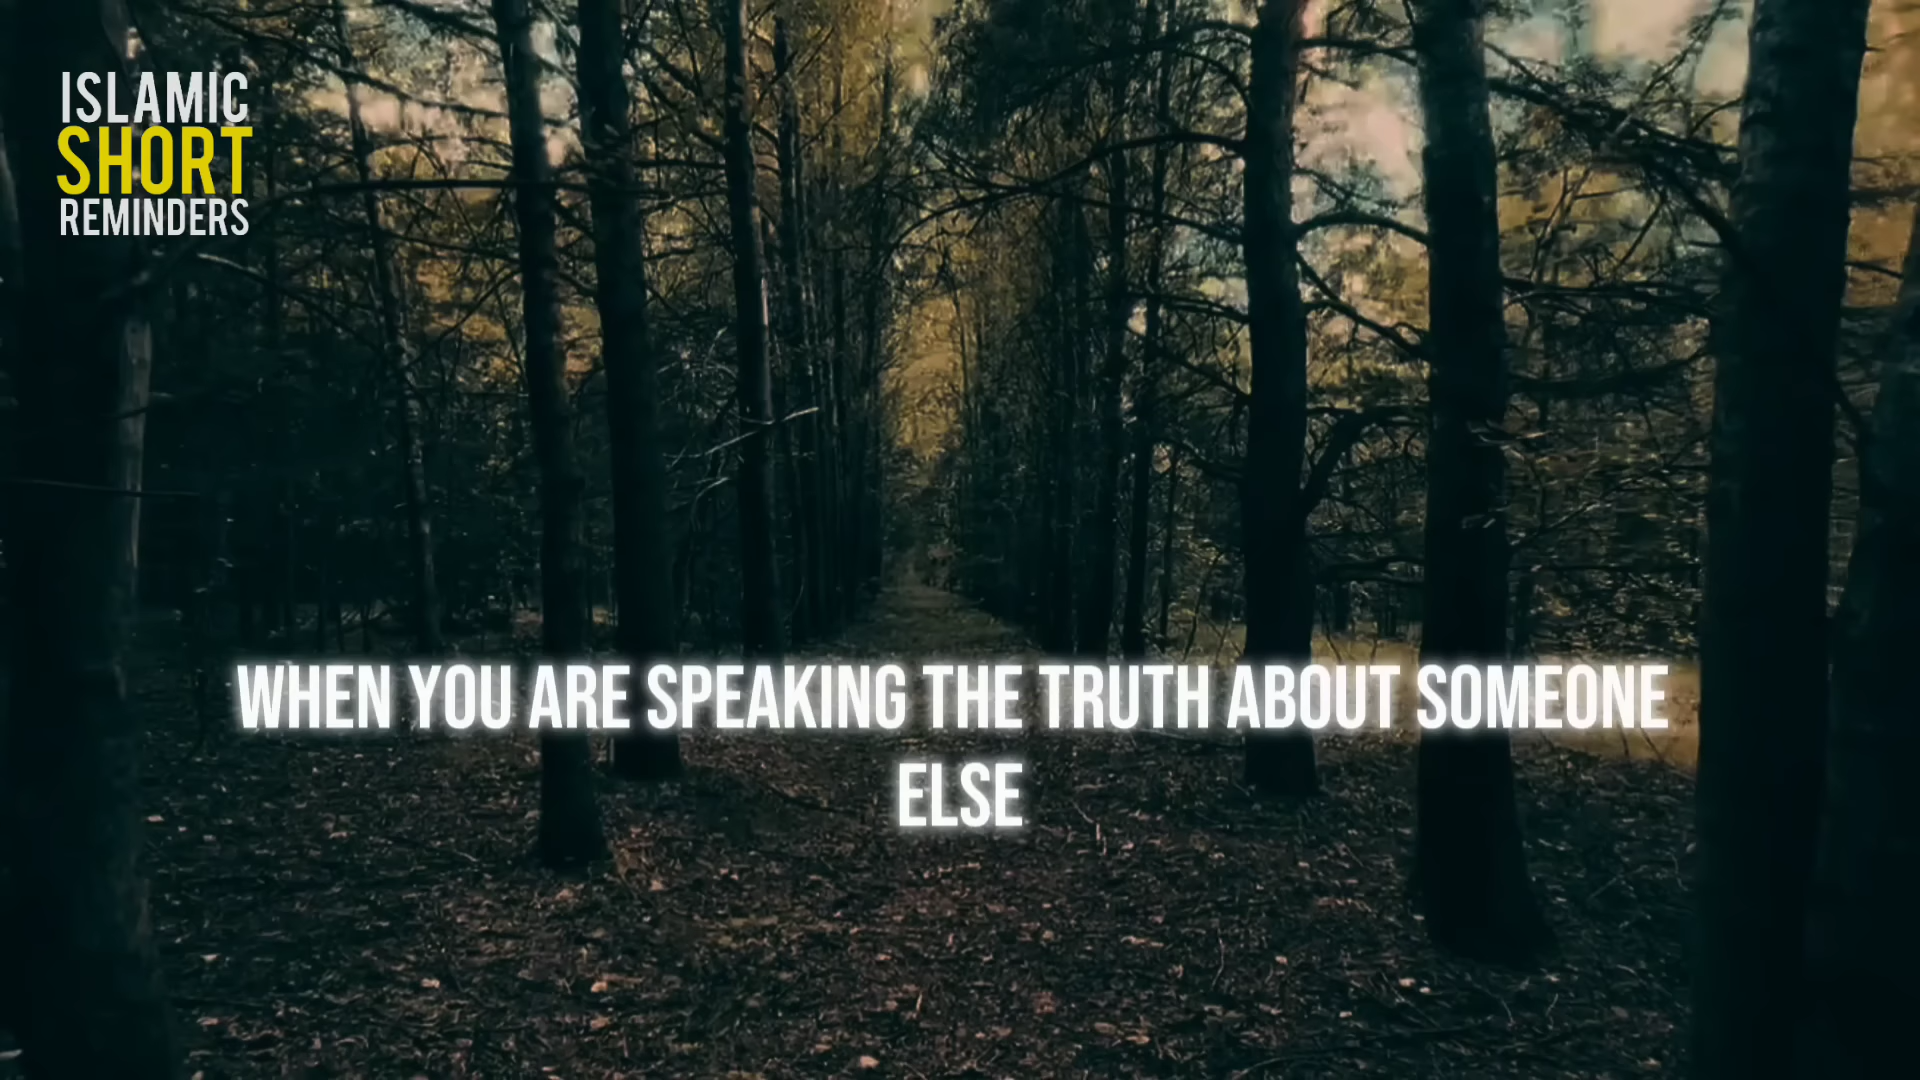 ISLAMIC
SHORT
REMINDERS
WHEN YOU ARE SPEAKING THE TRUTH ABOUT SOMEONE
ELSE